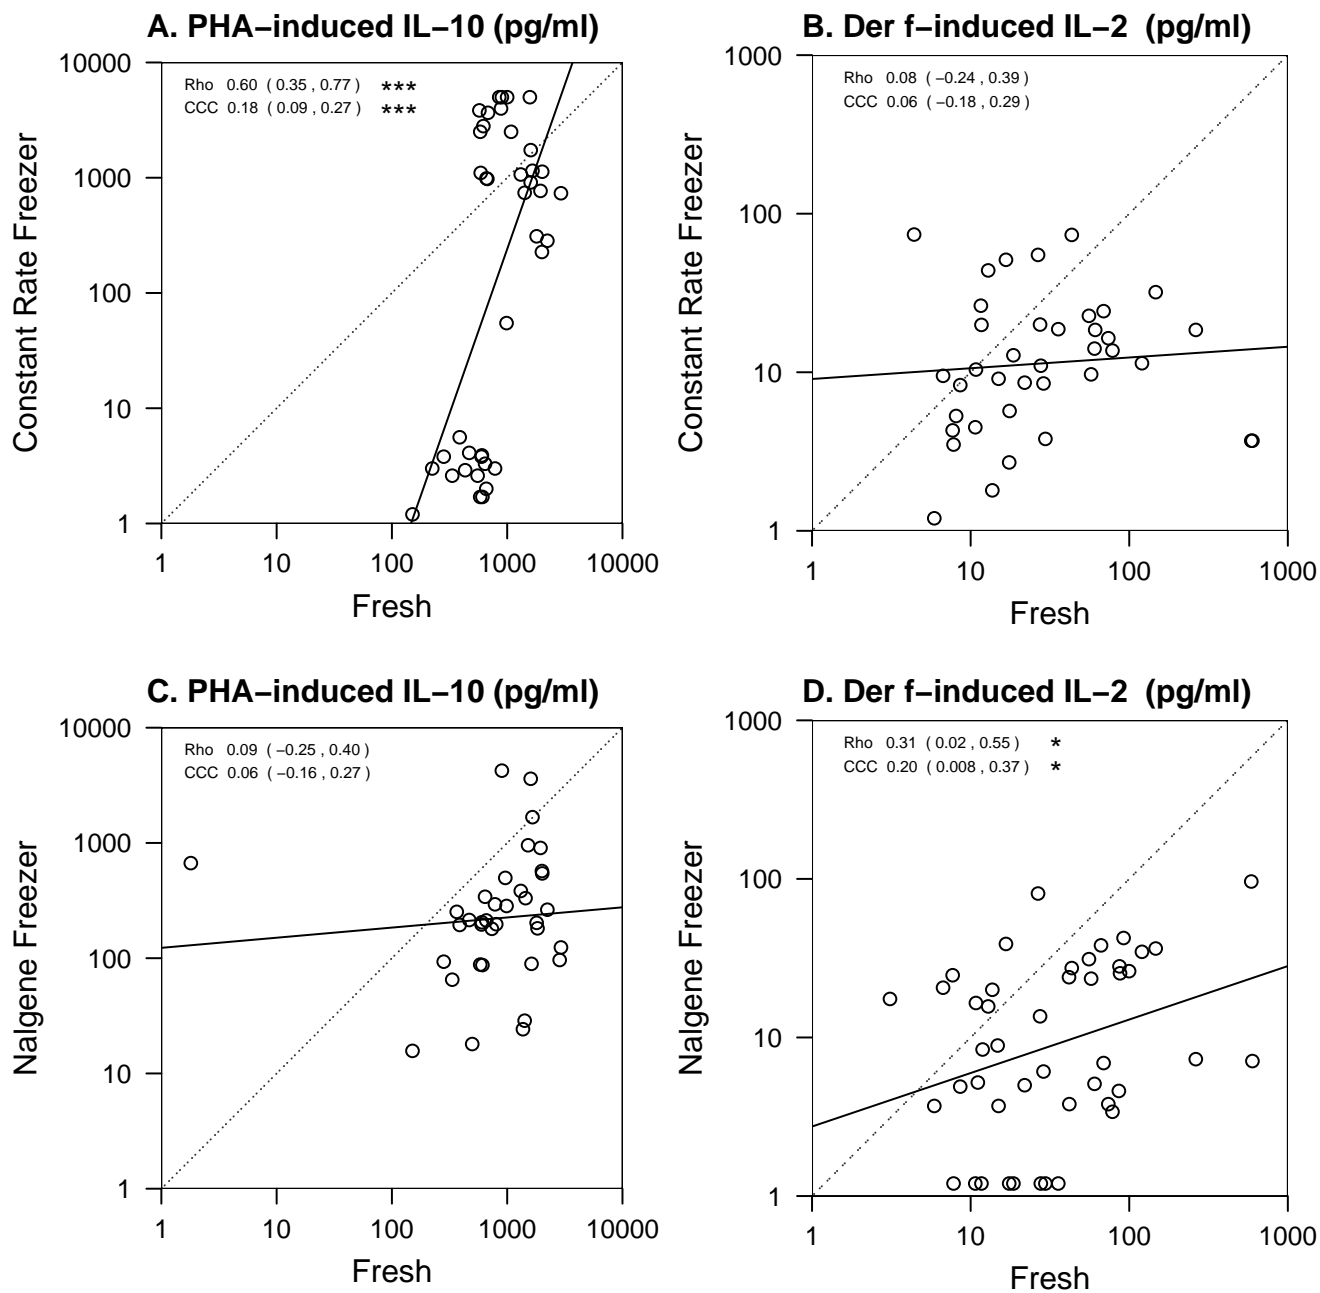 A. PHA−induced IL−10 (pg/ml)
Rho 0.60 ( 0.35 , 0.77 ) ***
CCC 0.18 ( 0.09 , 0.27 ) ***
10000
1000
100
10
1
Constant Rate Freezer
1 10 100 1000 10000
Fresh
B. Der f−induced IL−2 (pg/ml)
Rho 0.08 ( −0.24 , 0.39 )
CCC 0.06 ( −0.18 , 0.29 )
1000
100
10
1
Constant Rate Freezer
1 10 100 1000
Fresh
C. PHA−induced IL−10 (pg/ml)
Rho 0.09 ( −0.25 , 0.40 )
CCC 0.06 ( −0.16 , 0.27 )
10000
1000
100
10
1
Nalgene Freezer
1 10 100 1000 10000
Fresh
D. Der f−induced IL−2 (pg/ml)
Rho 0.31 ( 0.02 , 0.55 ) *
CCC 0.20 ( 0.008 , 0.37 ) *
1000
100
10
1
Nalgene Freezer
1 10 100 1000
Fresh